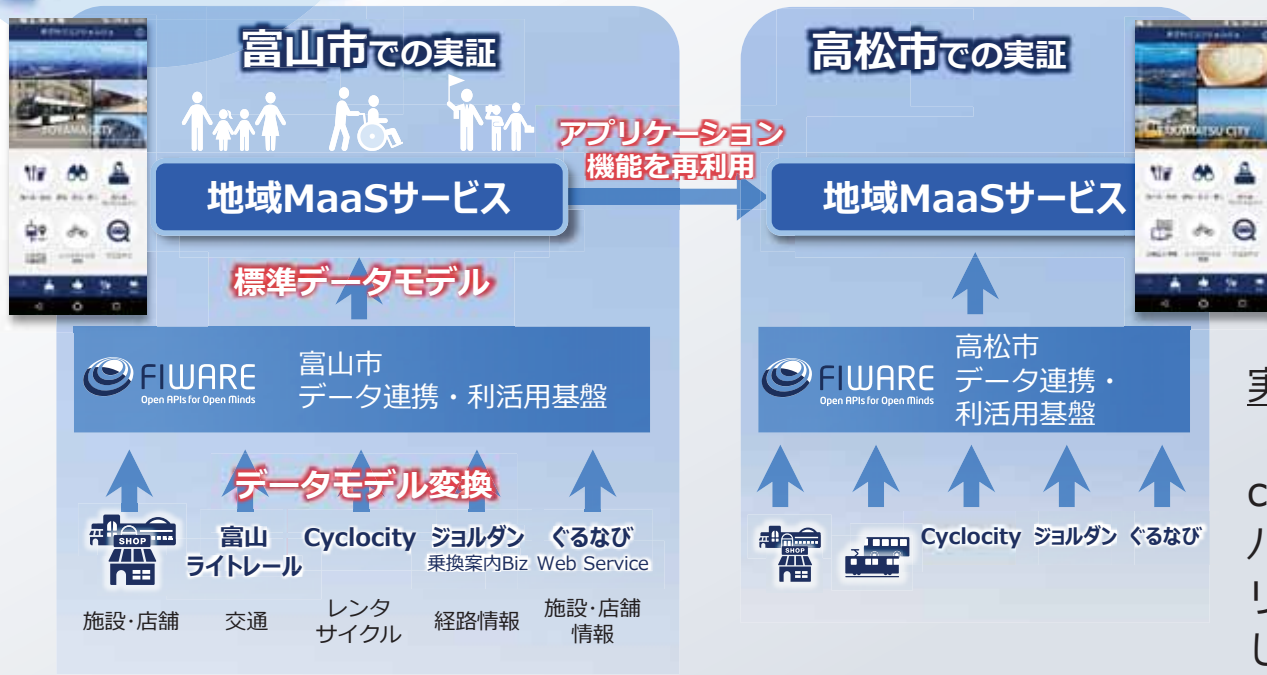 富山市での実証
高松市での実証
アプリケーション
機能を再利用
地域MaaSサービス
地域MaaSサービス
標準データモデル
FIWARE
Open APIs for Open Minds
富山市
データ連携・利活用基盤
FIWARE
Open APIs for Open Minds
高松市
データ連携・
利活用基盤
データモデル変換
SHOP
富山
ライトレール
Cyclocity
ジョルダン
乗換案内Biz
ぐるなび
Web Service
施設・店舗
交通
レンタ
サイクル
経路情報
施設・店舗
情報
SHOP
Cyclocity
ジョルダン
ぐるなび
TOYAMA CITY
TAKAMATSU CITY